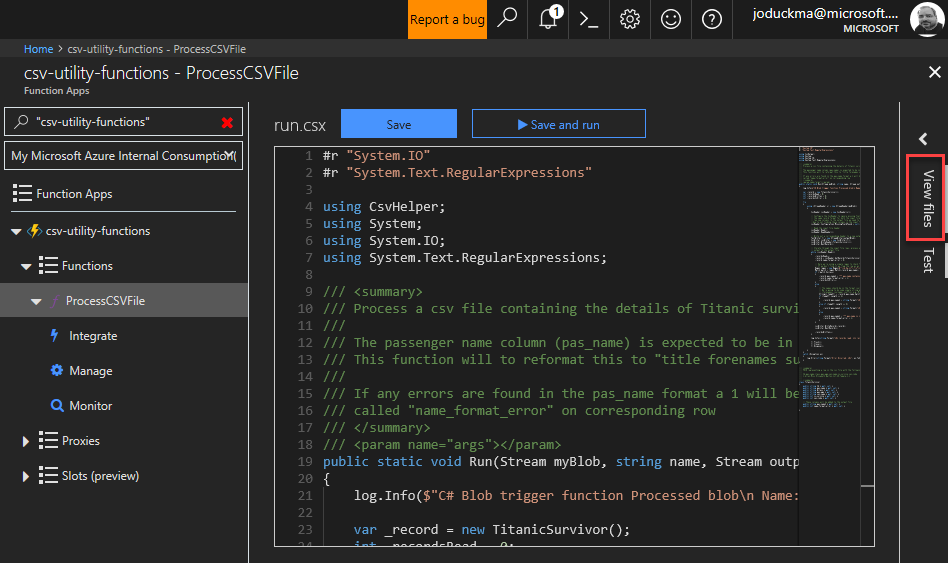 Report a bug
1
joduckma@microsoft....
MICROSOFT
Home > csv-utility-functions - ProcessCSVFile
csv-utility-functions - ProcessCSVFile
Function Apps
"csv-utility-functions"
My Microsoft Azure Internal Consumption(
Function Apps
csv-utility-functions
Functions
ProcessCSVFile
Integrate
Manage
Monitor
Proxies
Slots (preview)
run.csx
Save
Save and run
1 #r "System.IO"
2 #r "System.Text.RegularExpressions"
3
4 using CsvHelper;
5 using System;
6 using System.IO;
7 using System.Text.RegularExpressions;
8
9 /// <summary>
10 /// Process a csv file containing the details of Titanic survi
11 ///
12 /// The passenger name column (pas_name) is expected to be in
13 /// This function will to reformat this to "title forenames su
14 ///
15 /// If any errors are found in the pas_name format a 1 will be
16 /// called "name_format_error" on corresponding row
17 /// </summary>
18 /// <param name="args"></param>
19 public static void Run(Stream myBlob, string name, Stream outp
20 {
21 log.Info($"C# Blob trigger function Processed blob\n Name:
22
23 var _record = new TitanicSurvivor();
24 int _recordsRead = 0;
View files
Test